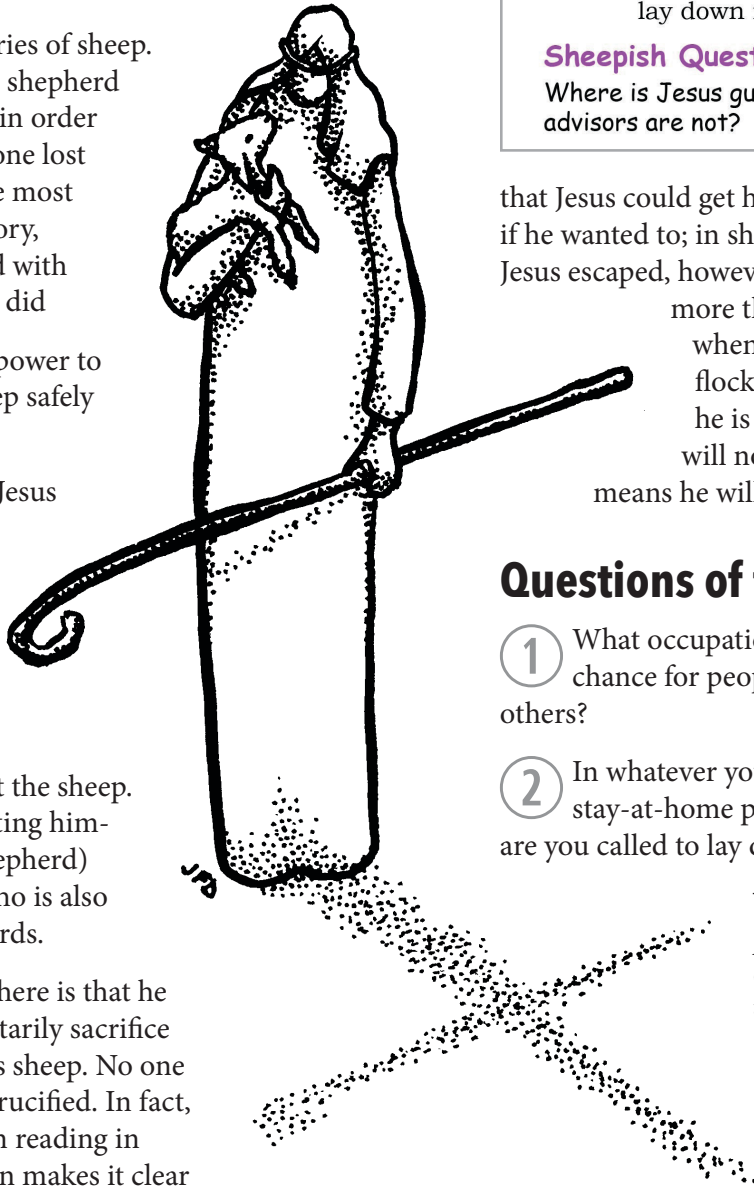 ries of sheep.
shepherd
in order
one lost
e most
ory,
d with
did
power to
ep safely
Jesus
t the sheep.
ting him-
epherd)
ho is also
rds.
here is that he
tarily sacrifice
s sheep. No one
rucified. In fact,
n reading in
n makes it clear
JFB
lay down
Sheepish Quest
Where is Jesus gu
advisors are not?
that Jesus could get h
if he wanted to; in sh
Jesus escaped, howev
more th
when
flock
he is
will no
means he will
Questions of
1 What occupatio
chance for peop
others?
2 In whatever yo
stay-at-home p
are you called to lay d